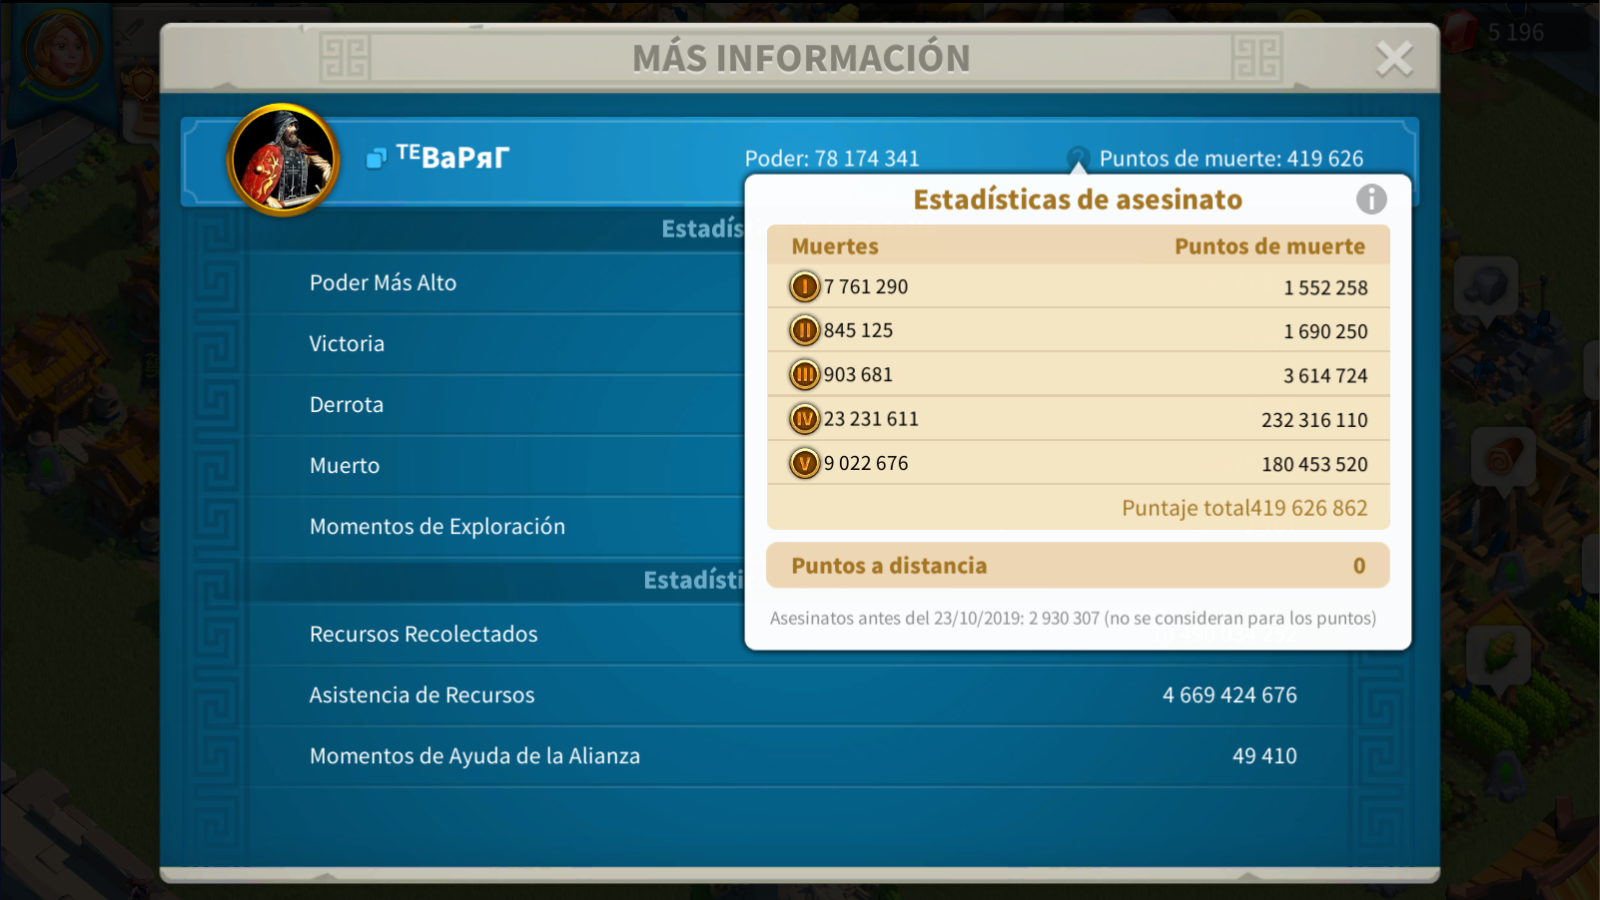 5 196
MÁS INFORMACIÓN
ᵀᴱВаРяГ
Poder: 78 174 341
Puntos de muerte: 419 626
Estadísticas de asesinato
Muertes Puntos de muerte
I 7 761 290 1 552 258
II 845 125 1 690 250
III 903 681 3 614 724
IV 23 231 611 232 316 110
V 9 022 676 180 453 520
Puntaje total419 626 862
Puntos a distancia 0
Asesinatos antes del 23/10/2019: 2 930 307 (no se consideran para los puntos)
Estadís
Poder Más Alto
Victoria
Derrota
Muerto
Momentos de Exploración
Estadísti
Recursos Recolectados
Asistencia de Recursos 4 669 424 676
Momentos de Ayuda de la Alianza 49 410